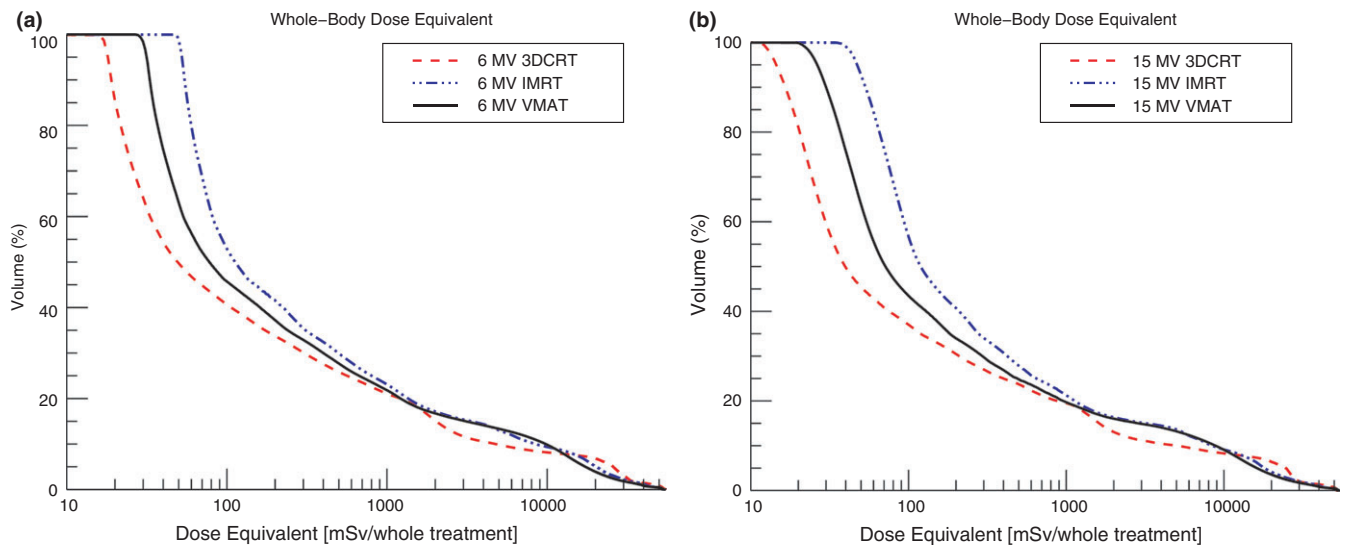 (a)
Whole–Body Dose Equivalent
6 MV 3DCRT
6 MV IMRT
6 MV VMAT
100
80
60
40
20
0
Volume (%)
10
100
1000
10000
Dose Equivalent [mSv/whole treatment]
(b)
Whole–Body Dose Equivalent
15 MV 3DCRT
15 MV IMRT
15 MV VMAT
100
80
60
40
20
0
Volume (%)
10
100
1000
10000
Dose Equivalent [mSv/whole treatment]